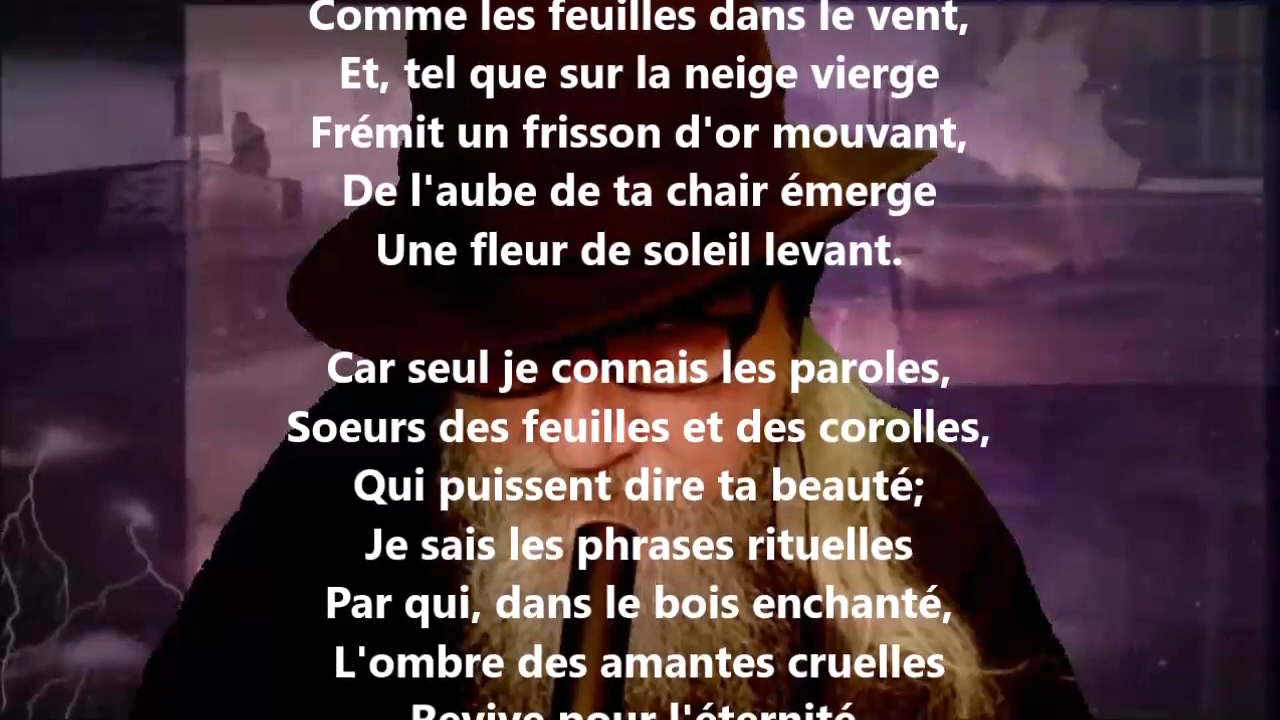 Comme les feuilles dans le vent,
Et, tel que sur la neige vierge
Frémit un frisson d'or mouvant,
De l'aube de ta chair émerge
Une fleur de soleil levant.
Car seul je connais les paroles,
Soeurs des feuilles et des corolles,
Qui puissent dire ta beauté;
Je sais les phrases rituelles
Par qui, dans le bois enchanté,
L'ombre des amantes cruelles
Revive pour l'éternité